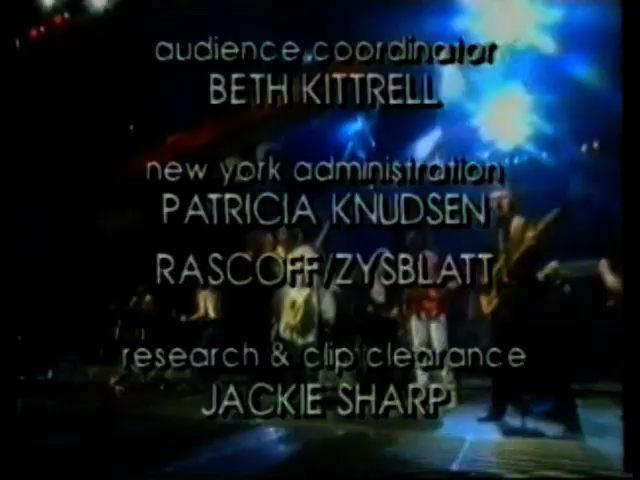 audience coordinator
BETH KITTRELL
new york administration
PATRICIA KNUDSEN
RASCOFF/ZYSBLATT
research & clip clearance
JACKIE SHARP